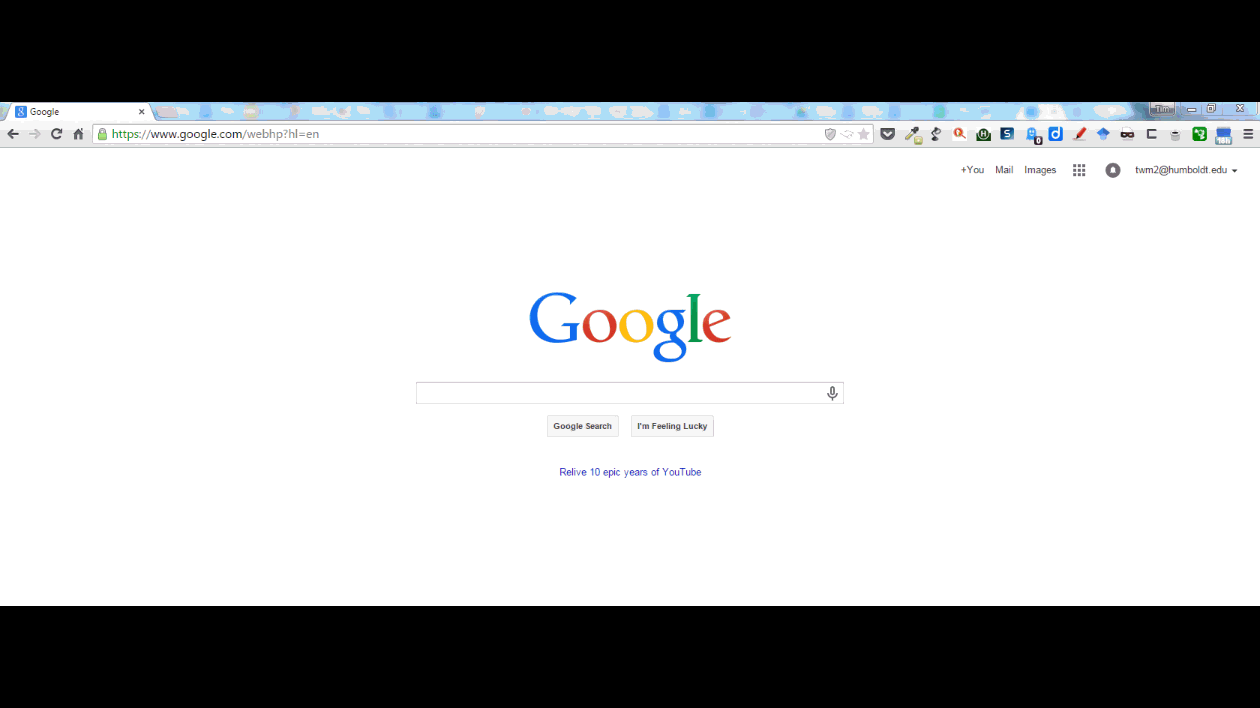 Google
Tim
https://www.google.com/webhp?hl=en
+You Mail Images twm2@humboldt.edu
Google
Google Search I'm Feeling Lucky
Relive 10 epic years of YouTube